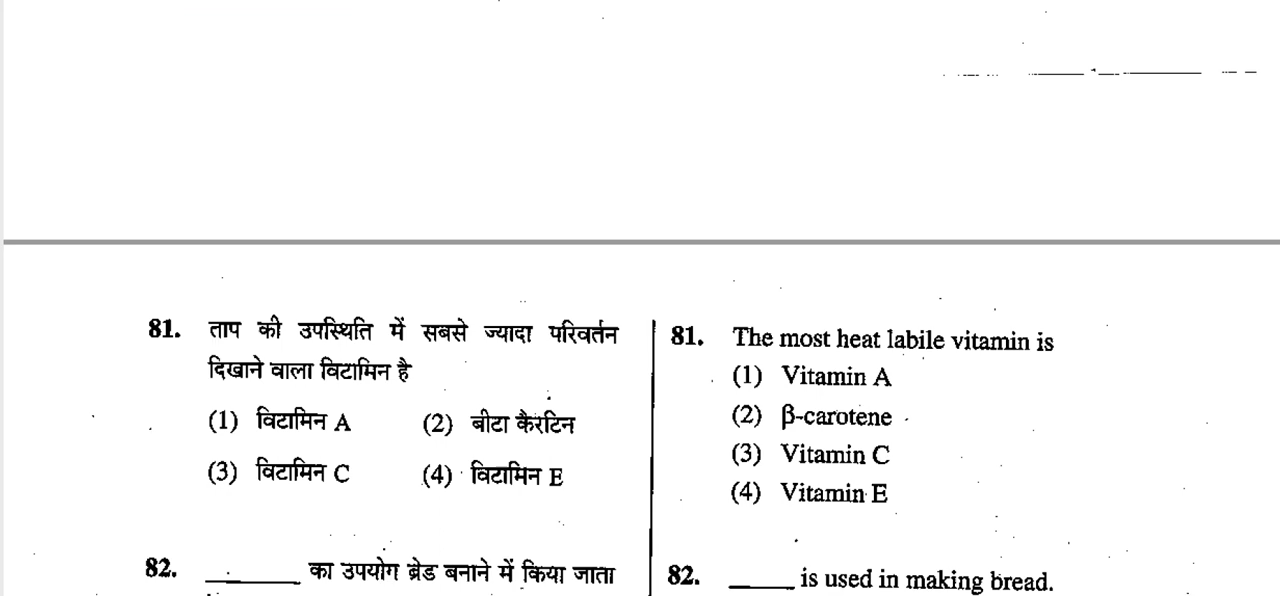 81. ताप की उपस्थिति में सबसे ज्यादा परिवर्तन
दिखाने वाला विटामिन है
(1) विटामिन A (2) बीटा कैरटिन
(3) विटामिन C (4) विटामिन E
82. ______ का उपयोग ब्रेड बनाने में किया जाता
81. The most heat labile vitamin is
(1) Vitamin A
(2) β-carotene
(3) Vitamin C
(4) Vitamin E
82. _____ is used in making bread.